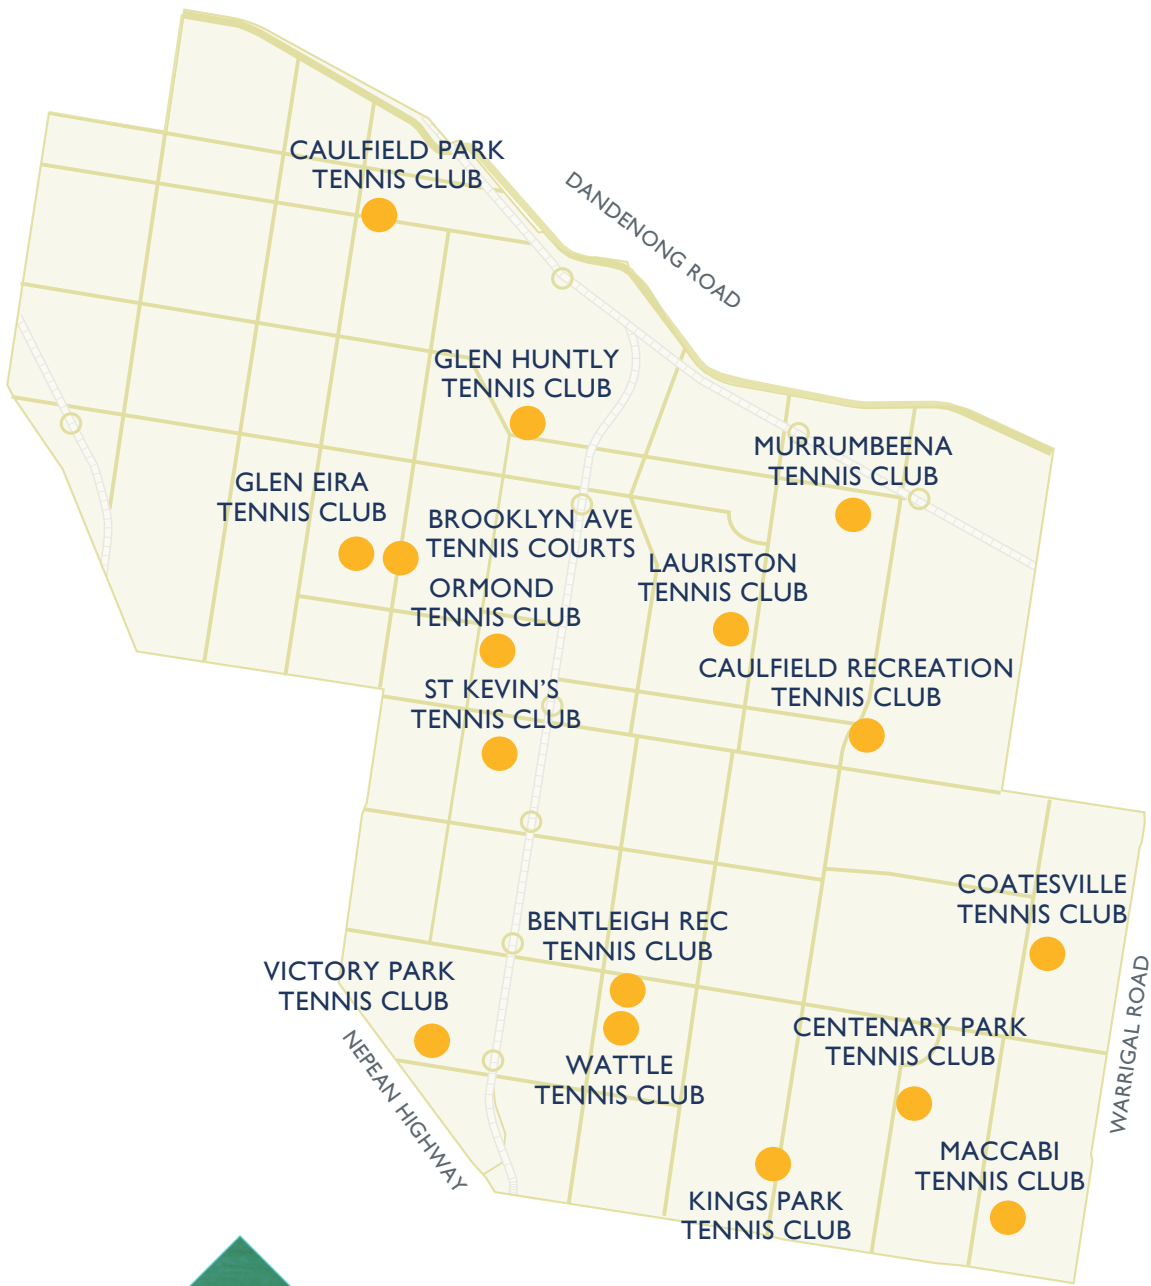 CAULFIELD PARK
TENNIS CLUB
DANDENONG ROAD
GLEN HUNTLY
TENNIS CLUB
MURRUMBEENA
TENNIS CLUB
GLEN EIRA
TENNIS CLUB
BROOKLYN AVE
TENNIS COURTS
LAURISTON
TENNIS CLUB
ORMOND
TENNIS CLUB
CAULFIELD RECREATION
TENNIS CLUB
ST KEVIN'S
TENNIS CLUB
COATESVILLE
TENNIS CLUB
BENTLEIGH REC
TENNIS CLUB
VICTORY PARK
TENNIS CLUB
CENTENARY PARK
TENNIS CLUB
WARRIGAL ROAD
NEPEAN HIGHWAY
WATTLE
TENNIS CLUB
MACCABI
TENNIS CLUB
KINGS PARK
TENNIS CLUB